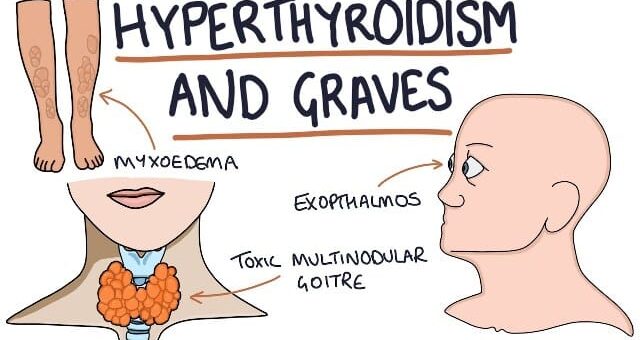 HYPERTHYROIDISM
AND GRAVES
MYXOEDEMA
EXOPTHALMOS
TOXIC MULTINODULAR
GOITRE